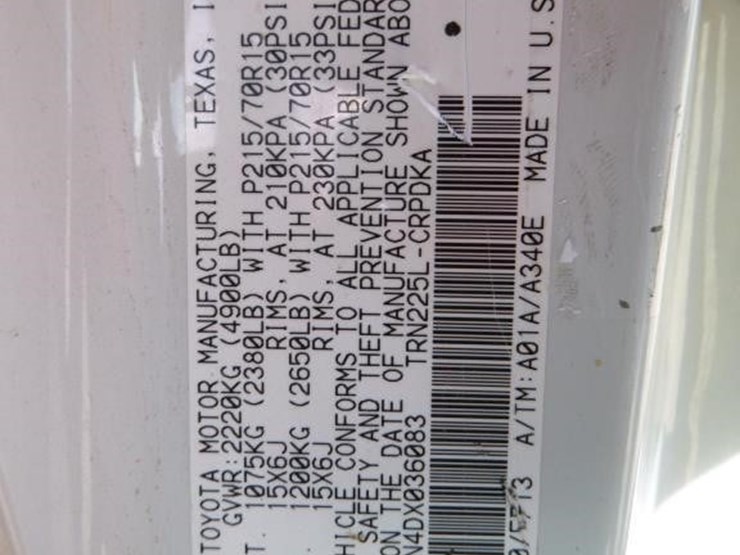 TOYOTA MOTOR MANUFACTURING, TEXAS, I
GVWR:2220KG (4900LB)
T. 1075KG (2380LB) WITH P215/70R15
15X6J RIMS, AT 210KPA (30PSI
1200KG (2650LB) WITH P215/70R15
15X6J RIMS, AT 230KPA (33PSI
HICLE CONFORMS TO ALL APPLICABLE FED
SAFETY AND THEFT PREVENTION STANDAR
ON THE DATE OF MANUFACTURE SHOWN ABO
N4DX036083 TRN225L-CRPDKA
A/TM:A01A/A340E MADE IN U.S